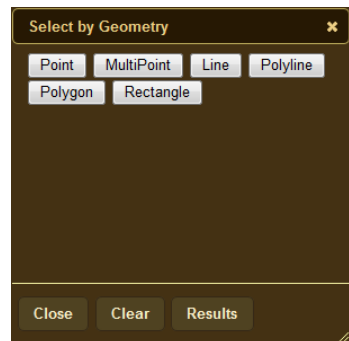 Select by Geometry
Point MultiPoint Line Polyline
Polygon Rectangle
Close Clear Results